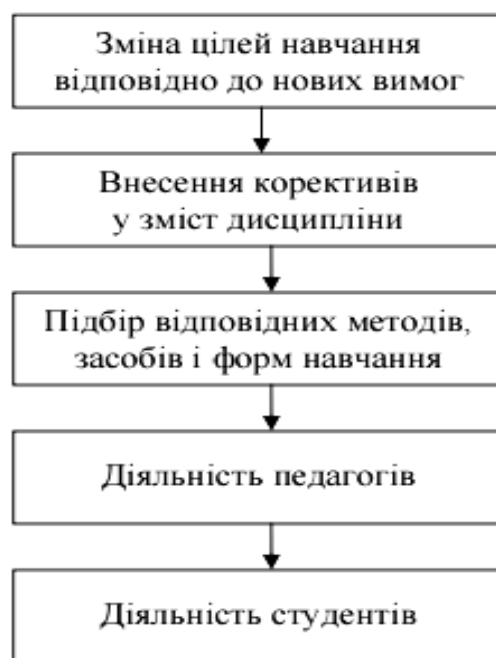 Зміна цілей навчання
відповідно до нових вимог
Внесення корективів
у зміст дисципліни
Підбір відповідних методів,
засобів і форм навчання
Діяльність педагогів
Діяльність студентів